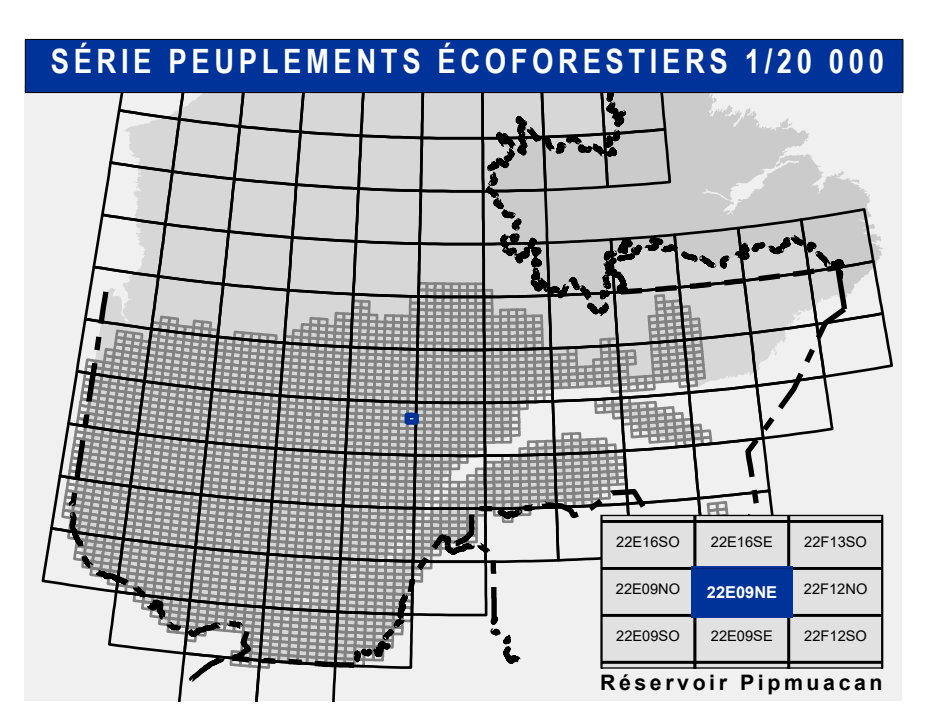 SÉRIE PEUPLEMENTS ÉCOFORESTIERS 1/20 000
22E16SO 22E16SE 22F13SO
22E09NO 22E09NE 22F12NO
22E09SO 22E09SE 22F12SO
Réservoir Pipmuacan